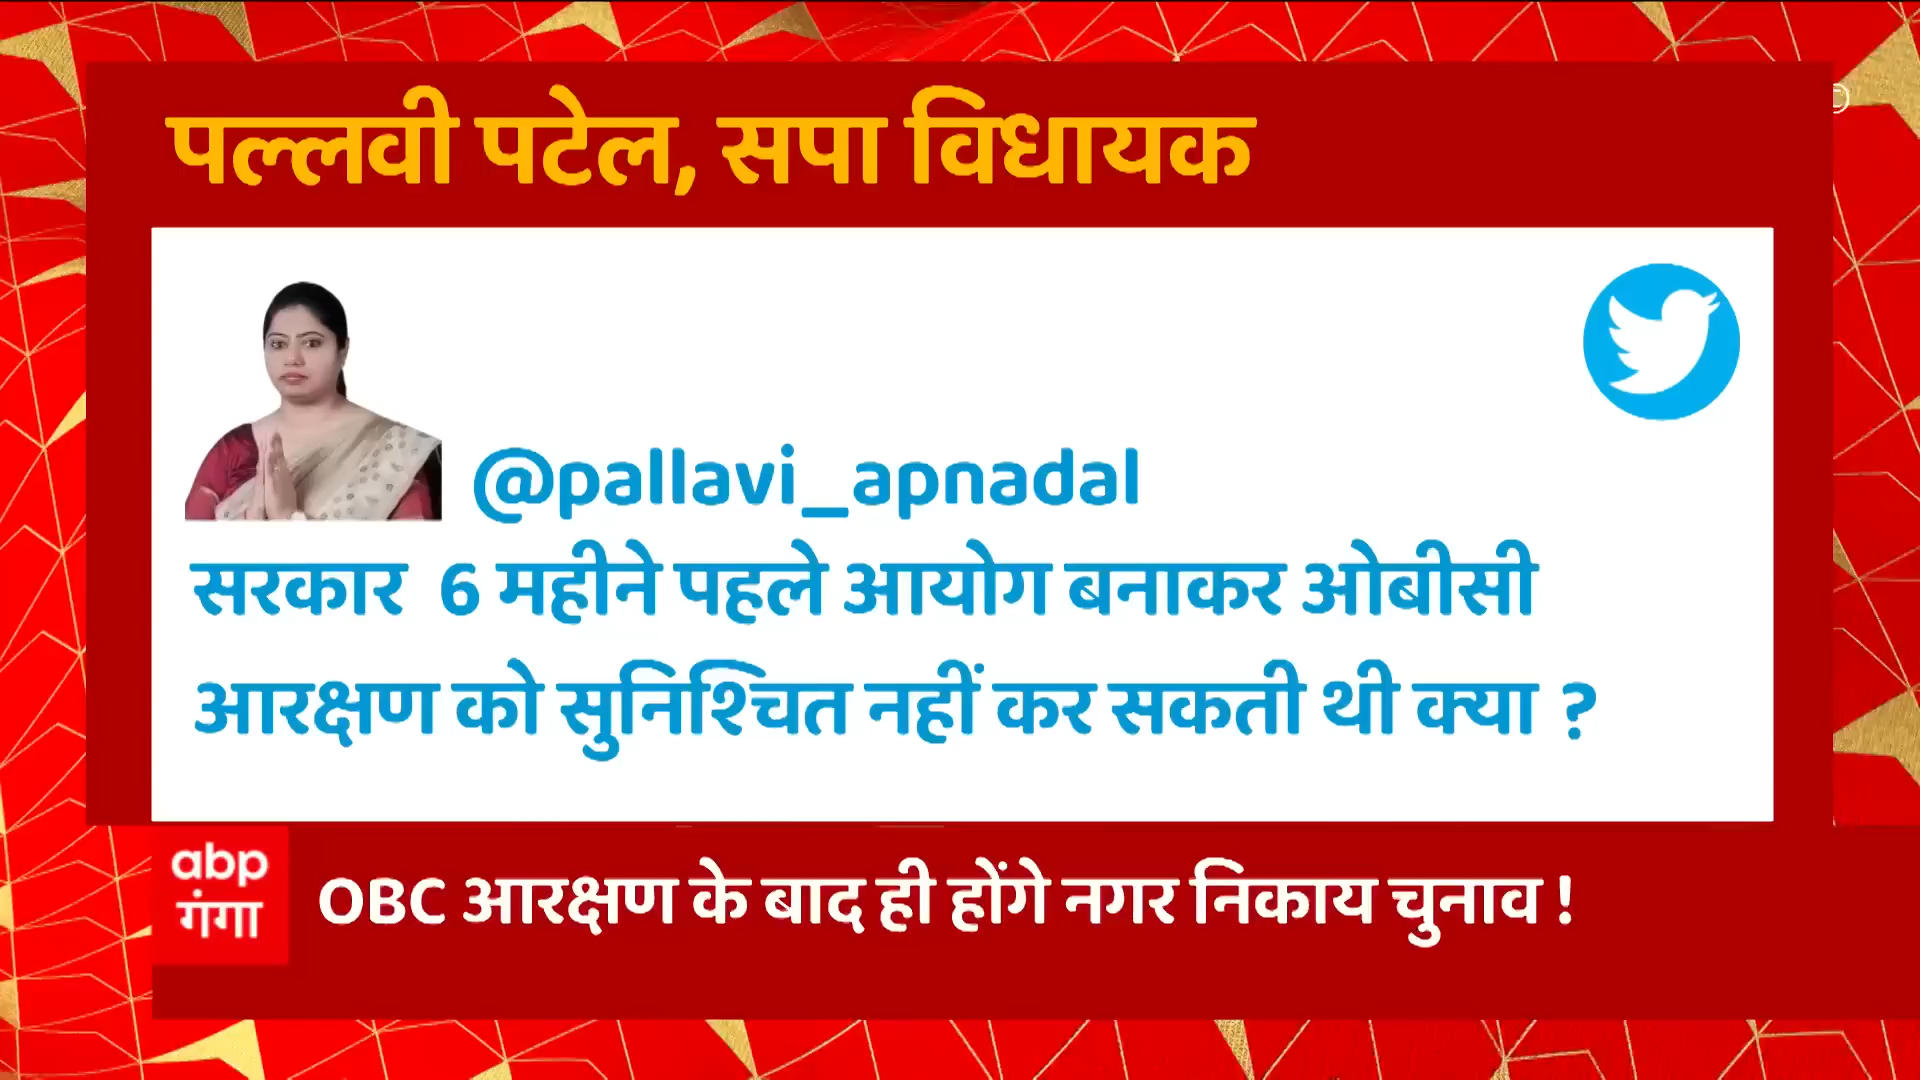 पल्लवी पटेल, सपा विधायक
@pallavi_apnadal
सरकार 6 महीने पहले आयोग बनाकर ओबीसी
आरक्षण को सुनिश्चित नहीं कर सकती थी क्या ?
abp
गंगा
OBC आरक्षण के बाद ही होंगे नगर निकाय चुनाव !